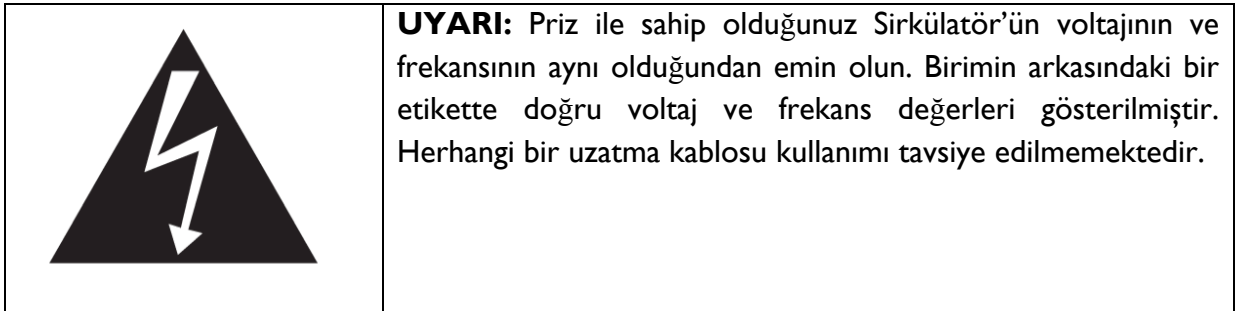 UYARI: Priz ile sahip olduğunuz Sirkülatör’ün voltajının ve
frekansının aynı olduğundan emin olun. Birimin arkasındaki bir
etikette doğru voltaj ve frekans değerleri gösterilmiştir.
Herhangi bir uzatma kablosu kullanımı tavsiye edilmemektedir.